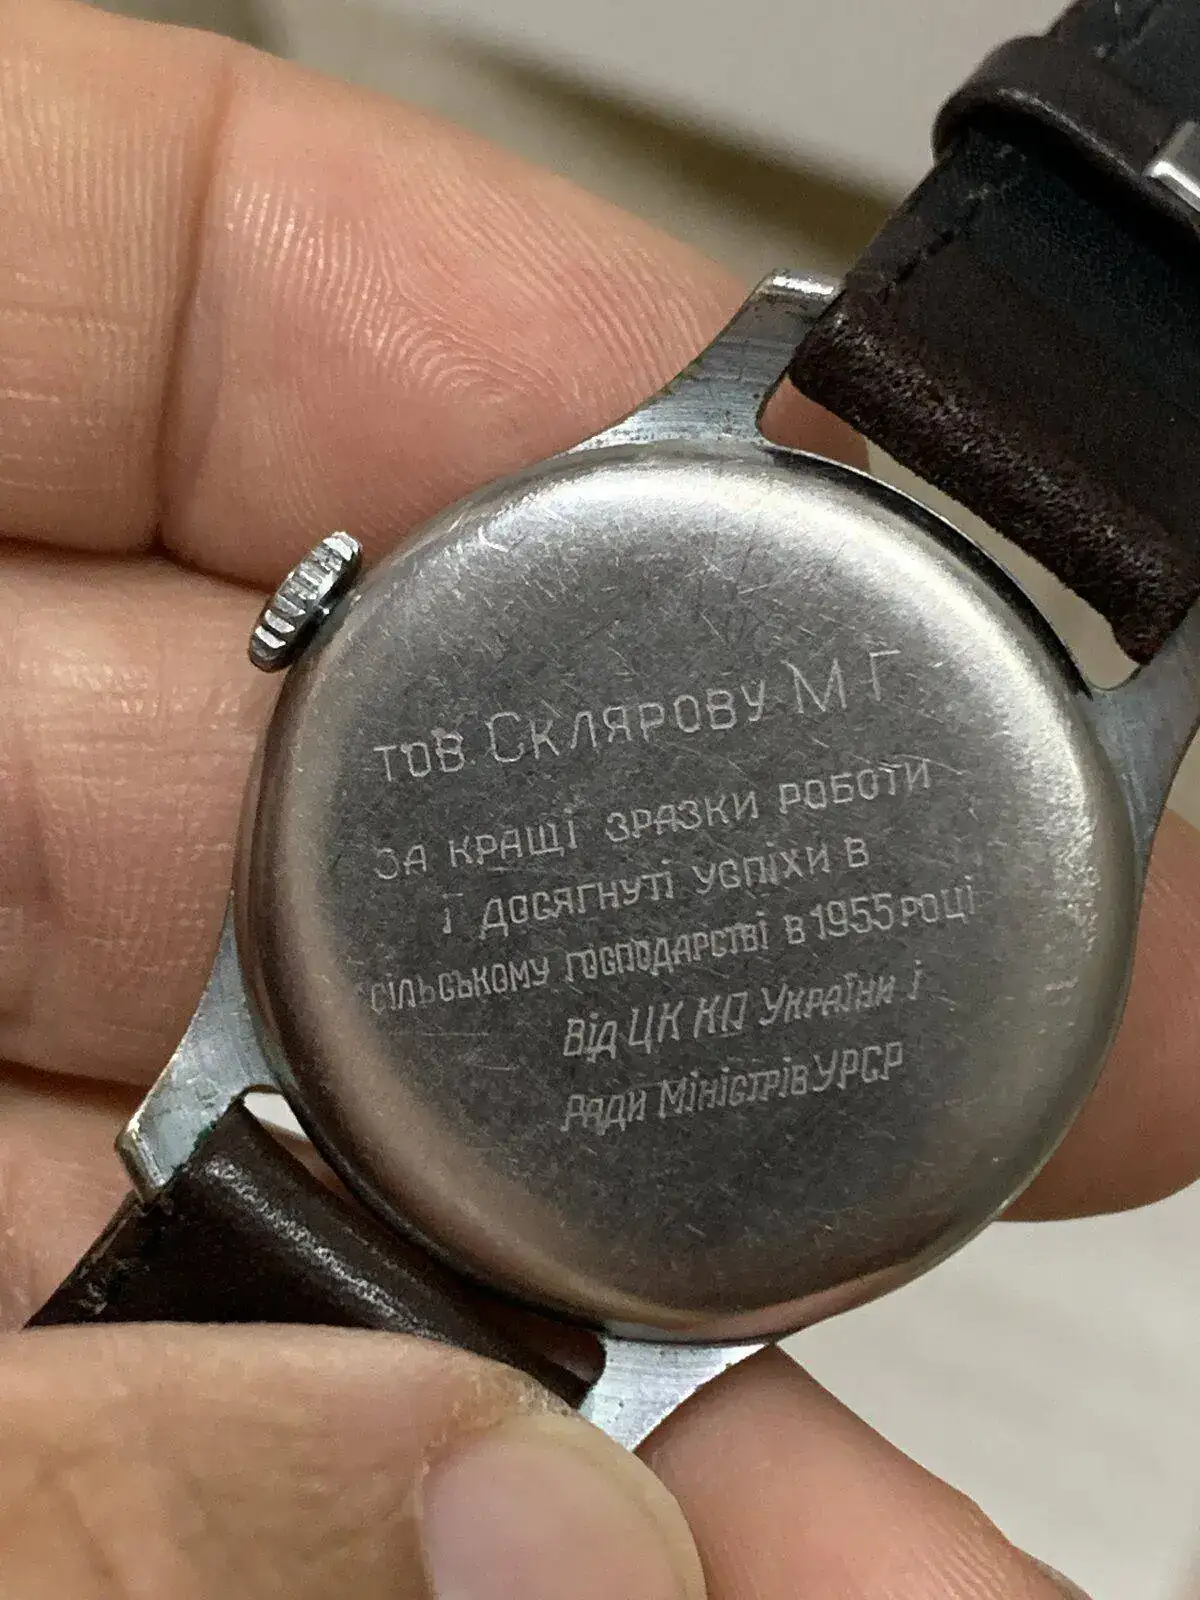 тов. Склярову М Г
За кращі зразки роботи
і досягнуті успіхи в
сільському господарстві в 1955 році
від ЦК КП України і
Ради Міністрів УРСР